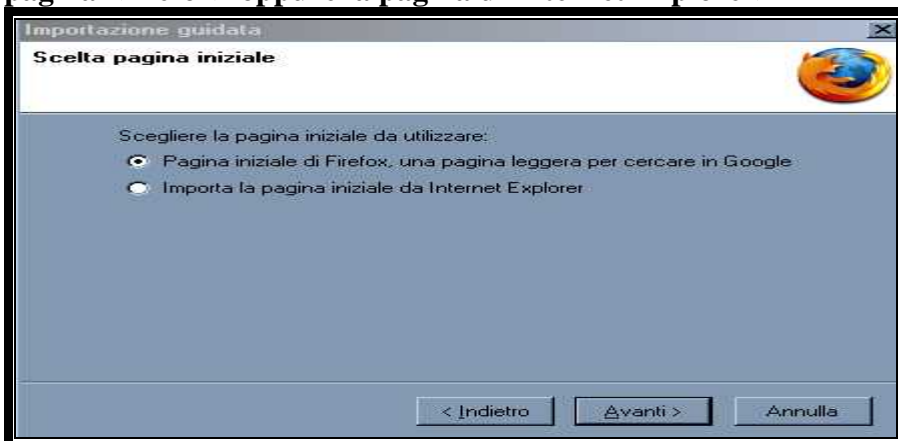 Importazione guidata
Scelta pagina iniziale
Scegliere la pagina iniziale da utilizzare:
Pagina iniziale di Firefox, una pagina leggera per cercare in Google
Importa la pagina iniziale da Internet Explorer
< Indietro Avanti > Annulla